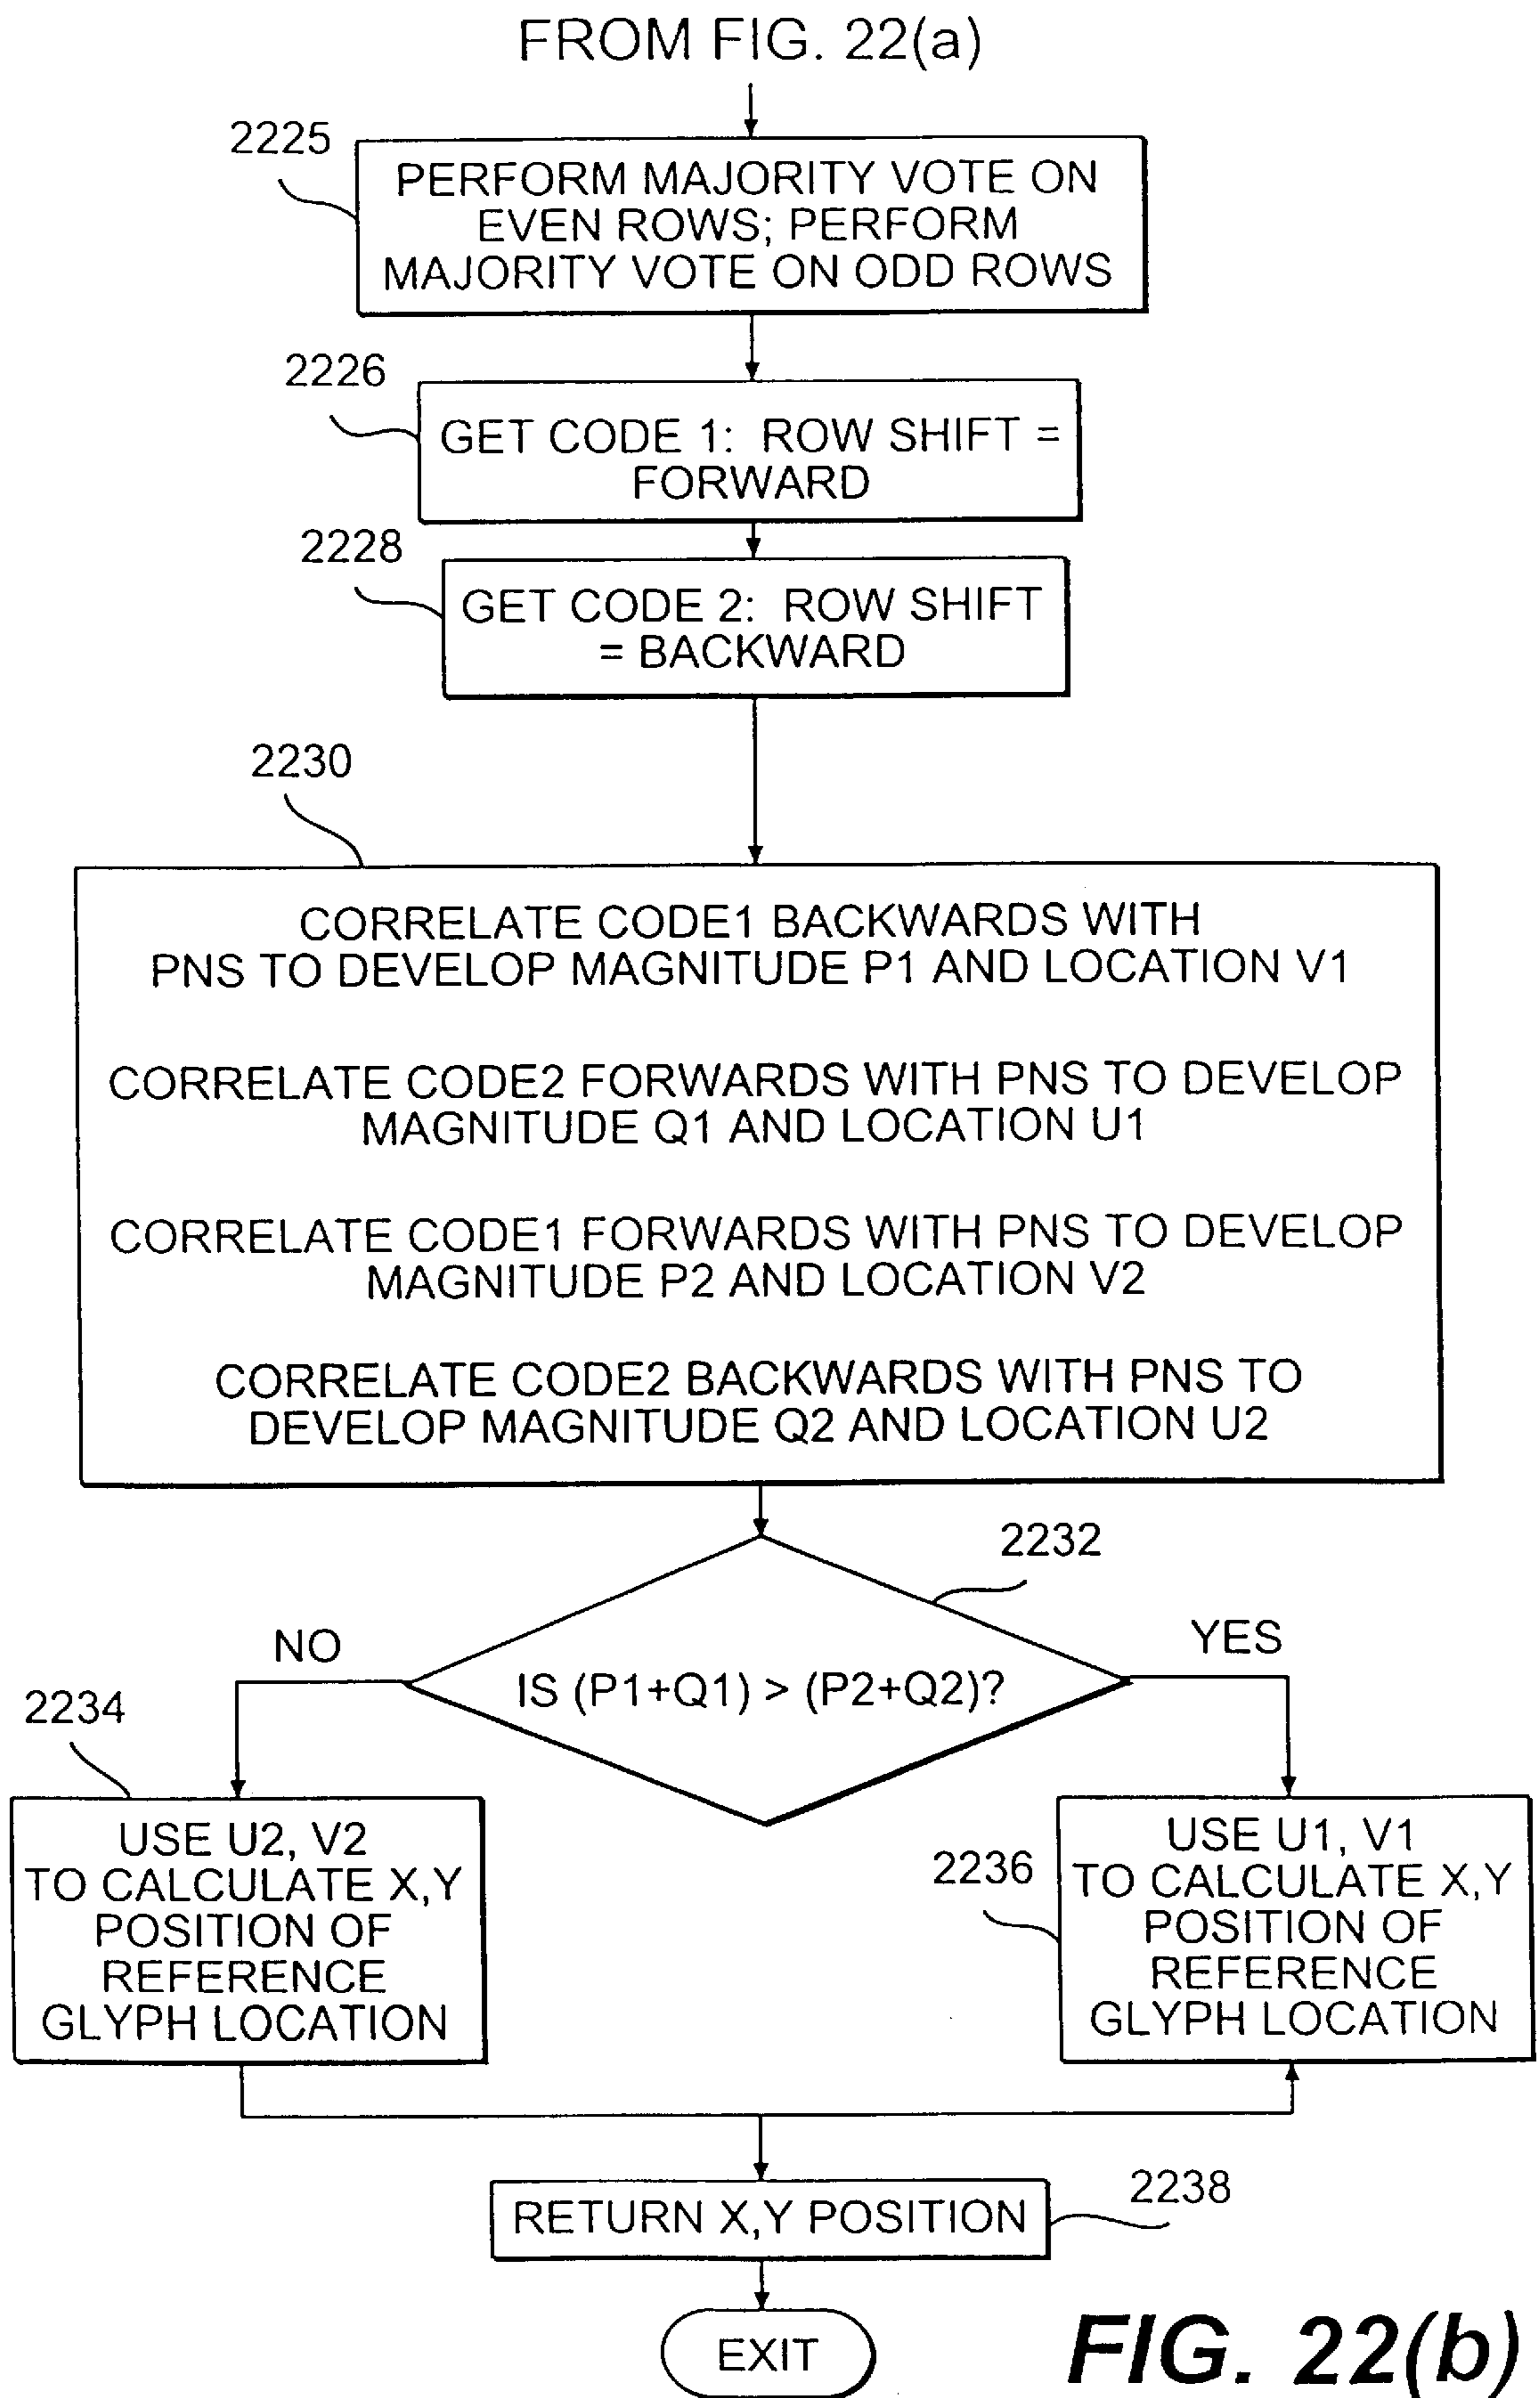 FROM FIG. 22(a)
2225
PERFORM MAJORITY VOTE ON
EVEN ROWS; PERFORM
MAJORITY VOTE ON ODD ROWS
2226
GET CODE 1: ROW SHIFT =
FORWARD
2228
GET CODE 2: ROW SHIFT
= BACKWARD
2230
CORRELATE CODE1 BACKWARDS WITH
PNS TO DEVELOP MAGNITUDE P1 AND LOCATION V1
CORRELATE CODE2 FORWARDS WITH PNS TO DEVELOP
MAGNITUDE Q1 AND LOCATION U1
CORRELATE CODE1 FORWARDS WITH PNS TO DEVELOP
MAGNITUDE P2 AND LOCATION V2
CORRELATE CODE2 BACKWARDS WITH PNS TO
DEVELOP MAGNITUDE Q2 AND LOCATION U2
2232
NO
YES
IS (P1+Q1) > (P2+Q2)?
2234
USE U2, V2
TO CALCULATE X,Y
POSITION OF
REFERENCE
GLYPH LOCATION
2236
USE U1, V1
TO CALCULATE X,Y
POSITION OF
REFERENCE
GLYPH LOCATION
RETURN X,Y POSITION
2238
EXIT
FIG. 22(b)